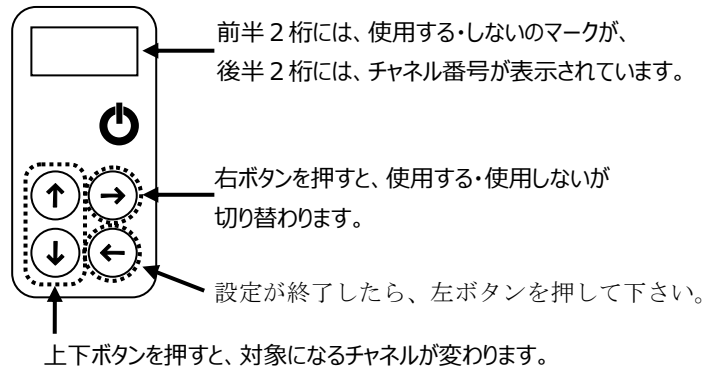 前半2桁には、使用する・しないのマークが、
後半2桁には、チャネル番号が表示されています。
右ボタンを押すと、使用する・使用しないが
切り替わります。
設定が終了したら、左ボタンを押して下さい。
上下ボタンを押すと、対象になるチャネルが変わります。